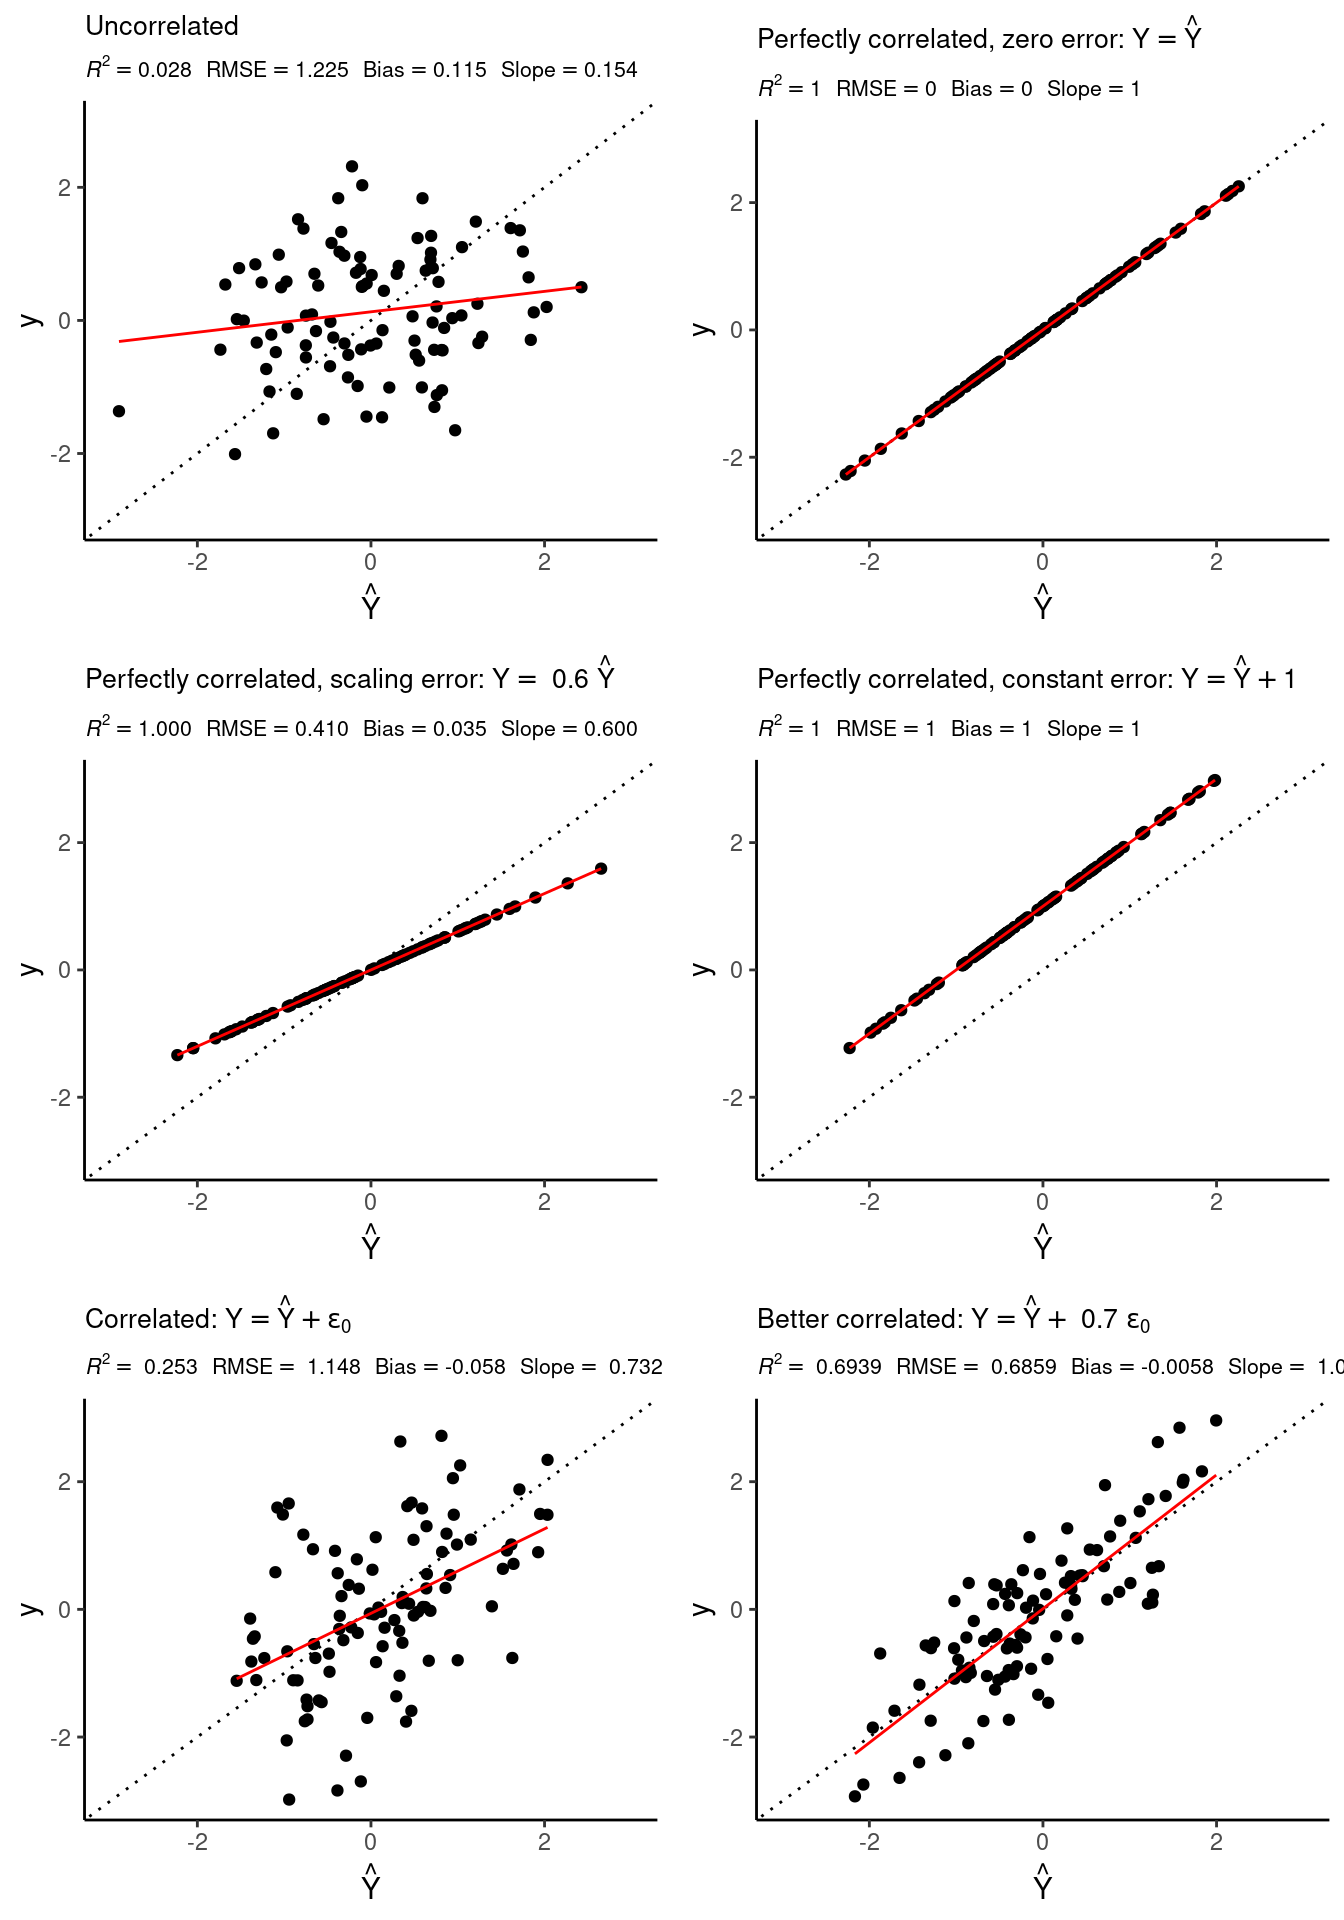 Uncorrelated
R² = 0.028 RMSE = 1.225 Bias = 0.115 Slope = 0.154
2
0
-2
y
-2 0 2
Ŷ
Perfectly correlated, zero error: Y = Ŷ
R² = 1 RMSE = 0 Bias = 0 Slope = 1
2
0
-2
y
-2 0 2
Ŷ
Perfectly correlated, scaling error: Y = 0.6 Ŷ
R² = 1.000 RMSE = 0.410 Bias = 0.035 Slope = 0.600
2
0
-2
y
-2 0 2
Ŷ
Perfectly correlated, constant error: Y = Ŷ + 1
R² = 1 RMSE = 1 Bias = 1 Slope = 1
2
0
-2
y
-2 0 2
Ŷ
Correlated: Y = Ŷ + ε₀
R² = 0.253 RMSE = 1.148 Bias = -0.058 Slope = 0.732
2
0
-2
y
-2 0 2
Ŷ
Better correlated: Y = Ŷ + 0.7 ε₀
R² = 0.6939 RMSE = 0.6859 Bias = -0.0058 Slope = 1.0
2
0
-2
y
-2 0 2
Ŷ